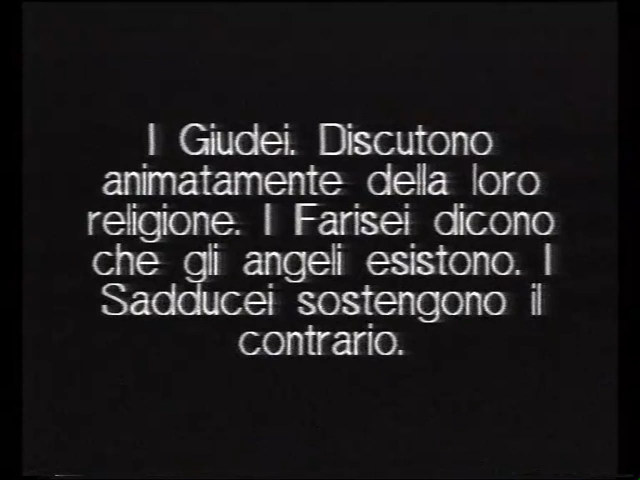 I Giudei. Discutono
animatamente della loro
religione. I Farisei dicono
che gli angeli esistono. I
Sadducei sostengono il
contrario.